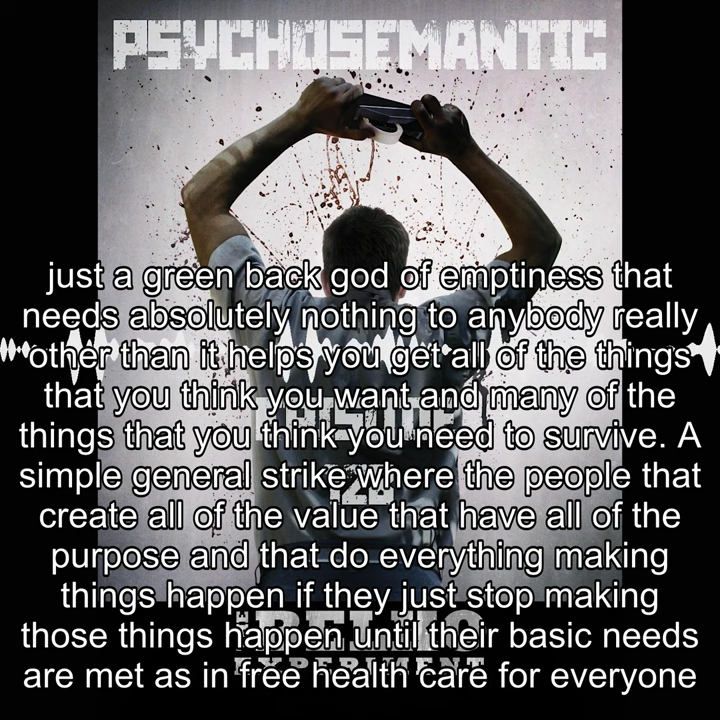 PSYCHOSEMANTIC
just a green back god of emptiness that
needs absolutely nothing to anybody really
other than it helps you get all of the things
that you think you want and many of the
things that you think you need to survive. A
simple general strike where the people that
create all of the value that have all of the
purpose and that do everything making
things happen if they just stop making
those things happen until their basic needs
are met as in free health care for everyone
THE BELKO
EXPERIMENT